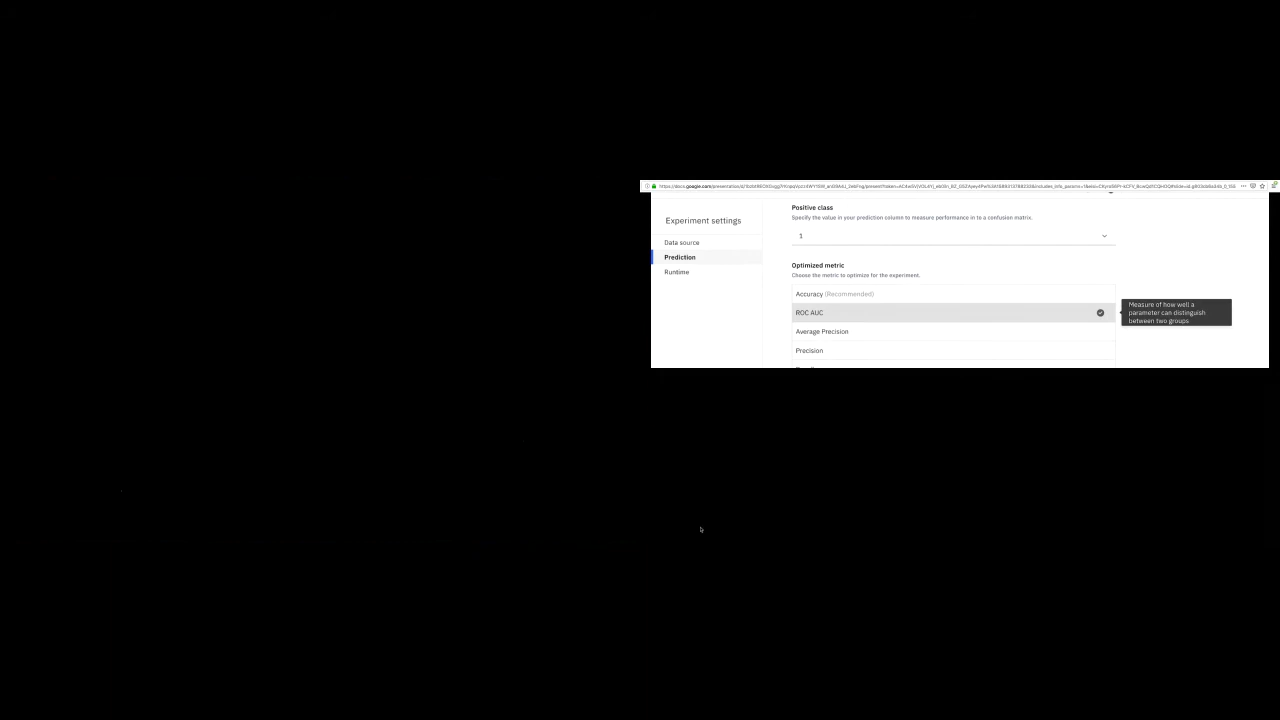 Experiment settings
Data source
Prediction
Runtime
Positive class
Specify the value in your prediction column to measure performance in to a confusion matrix.
1
Optimized metric
Choose the metric to optimize for the experiment.
Accuracy (Recommended)
ROC AUC
Average Precision
Precision
Measure of how well a
parameter can distinguish
between two groups